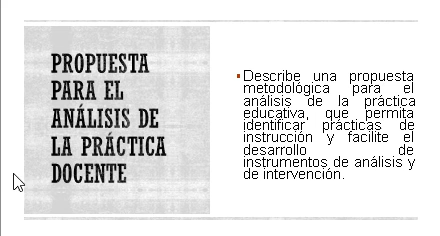 PROPUESTA
PARA EL
ANÁLISIS DE
LA PRÁCTICA
DOCENTE
Describe una propuesta
metodológica para el
análisis de la práctica
educativa, que permita
identificar prácticas de
instrucción y facilite el
desarrollo de
instrumentos de análisis y
de intervención.